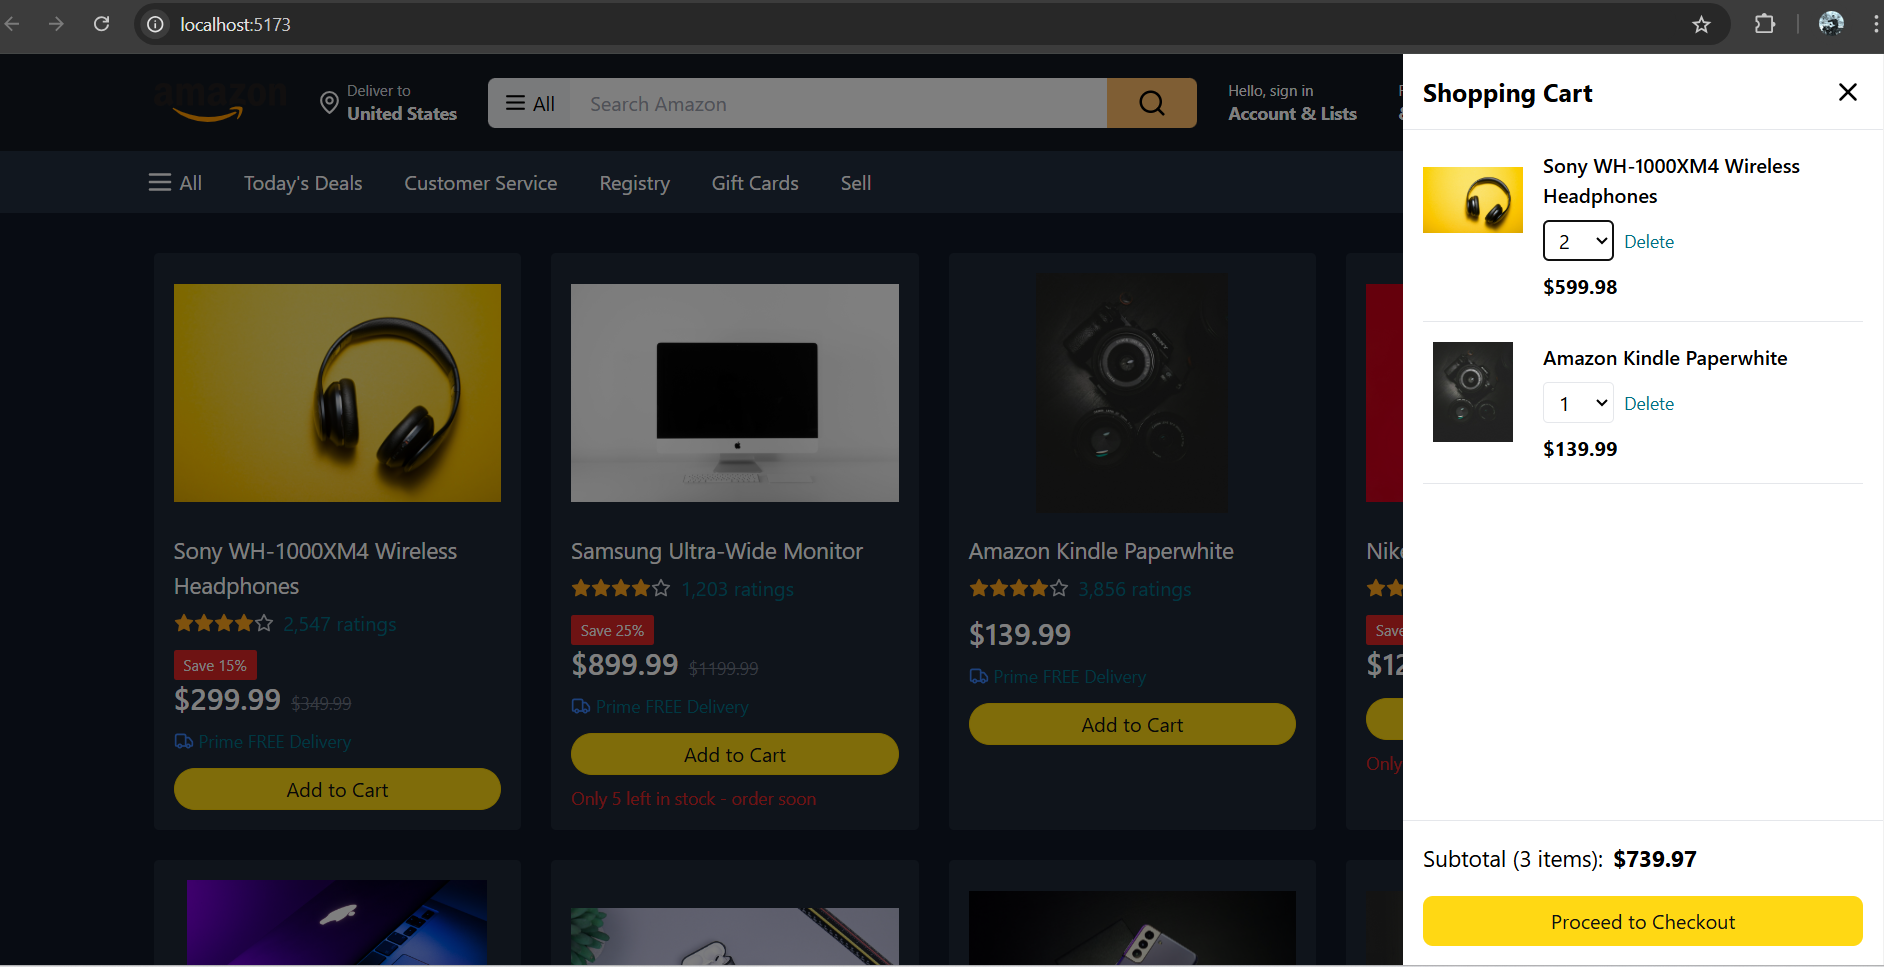 localhost:5173
amazon
Deliver to
United States
All
Search Amazon
Hello, sign in
Account & Lists
All
Today's Deals
Customer Service
Registry
Gift Cards
Sell
Sony WH-1000XM4 Wireless
Headphones
2,547 ratings
Save 15%
$299.99 $349.99
Prime FREE Delivery
Add to Cart
Samsung Ultra-Wide Monitor
1,203 ratings
Save 25%
$899.99 $1199.99
Prime FREE Delivery
Add to Cart
Only 5 left in stock - order soon
Amazon Kindle Paperwhite
3,856 ratings
$139.99
Prime FREE Delivery
Add to Cart
Only
Shopping Cart
Sony WH-1000XM4 Wireless
Headphones
2 Delete
$599.98
Amazon Kindle Paperwhite
1 Delete
$139.99
Subtotal (3 items): $739.97
Proceed to Checkout